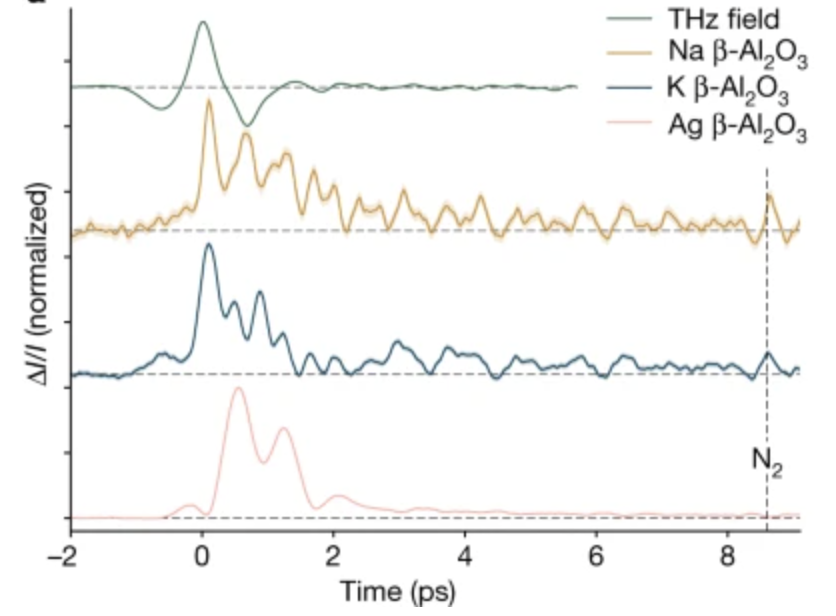 THz field
Na β-Al₂O₃
K β-Al₂O₃
Ag β-Al₂O₃
ΔI/I (normalized)
N₂
−2 0 2 4 6 8
Time (ps)